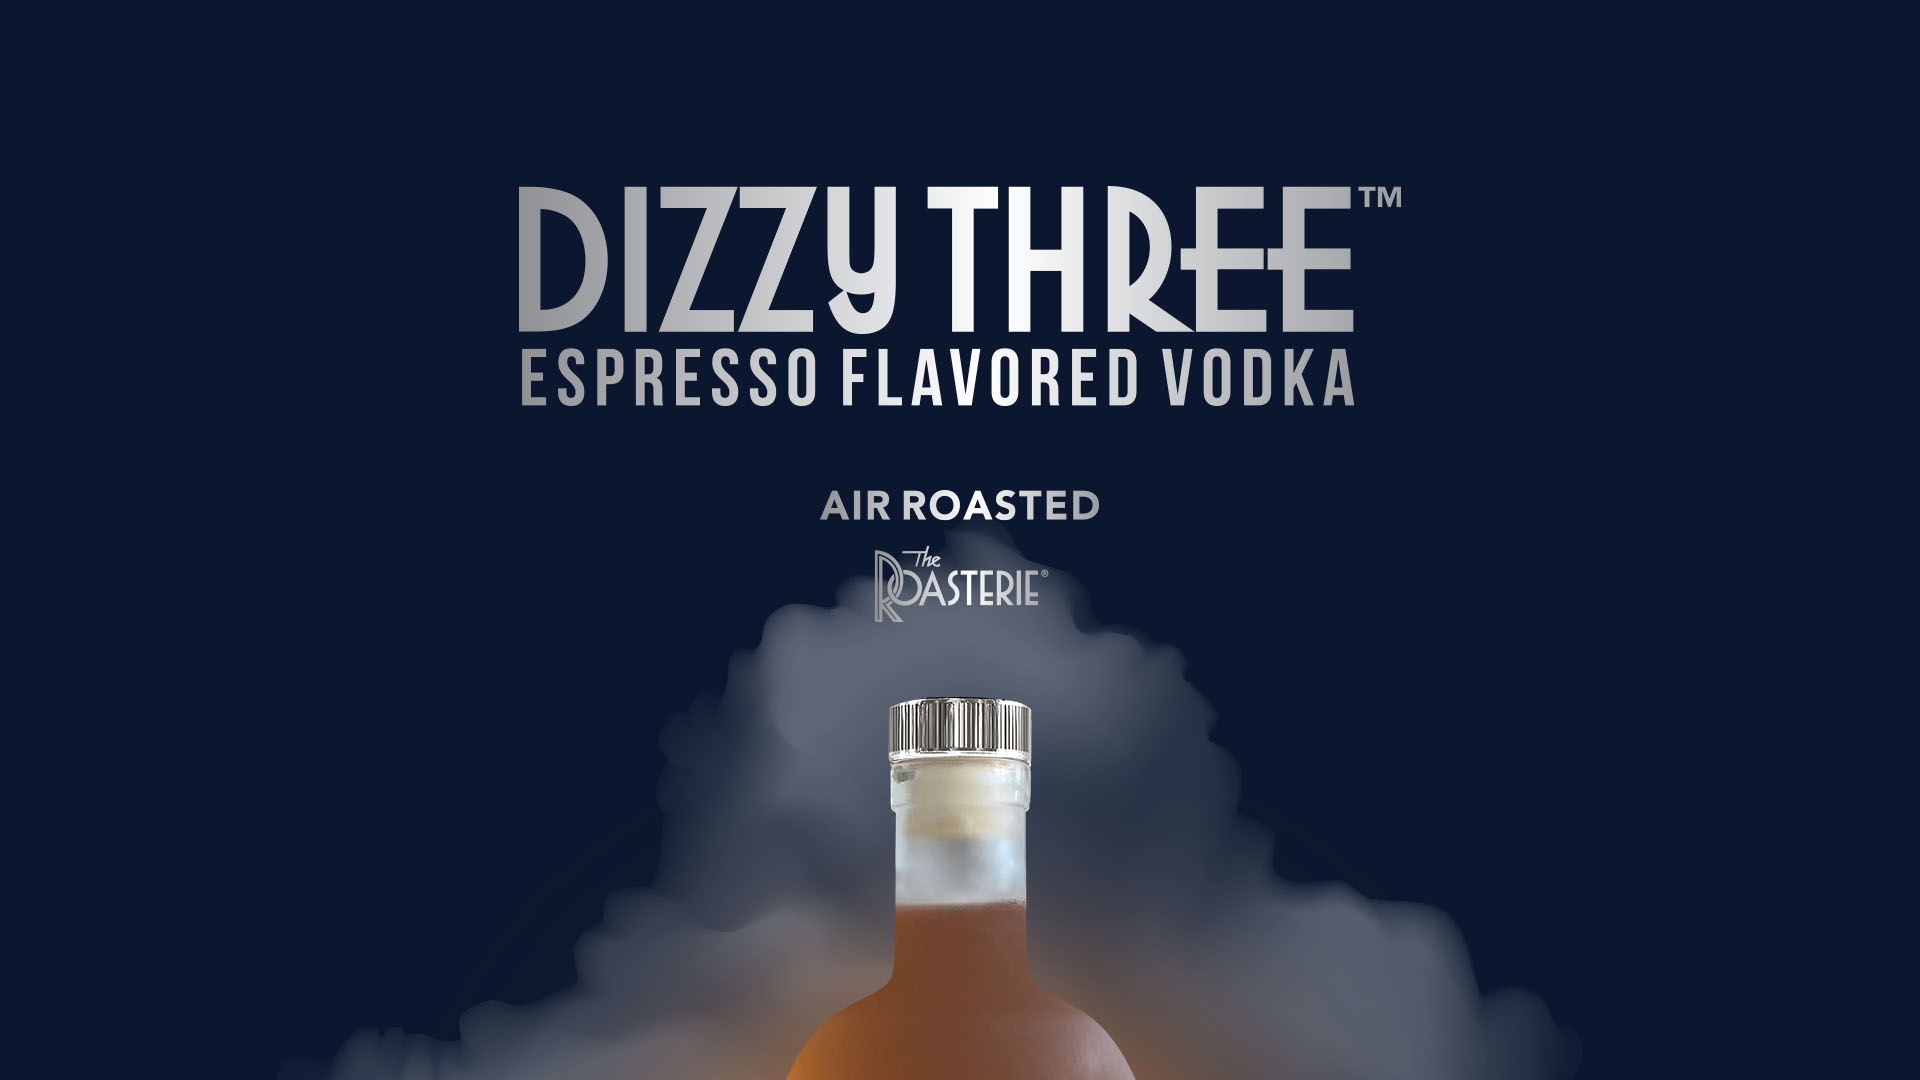 DIZZY THREE™
ESPRESSO FLAVORED VODKA
AIR ROASTED
The
ROASTERIE®